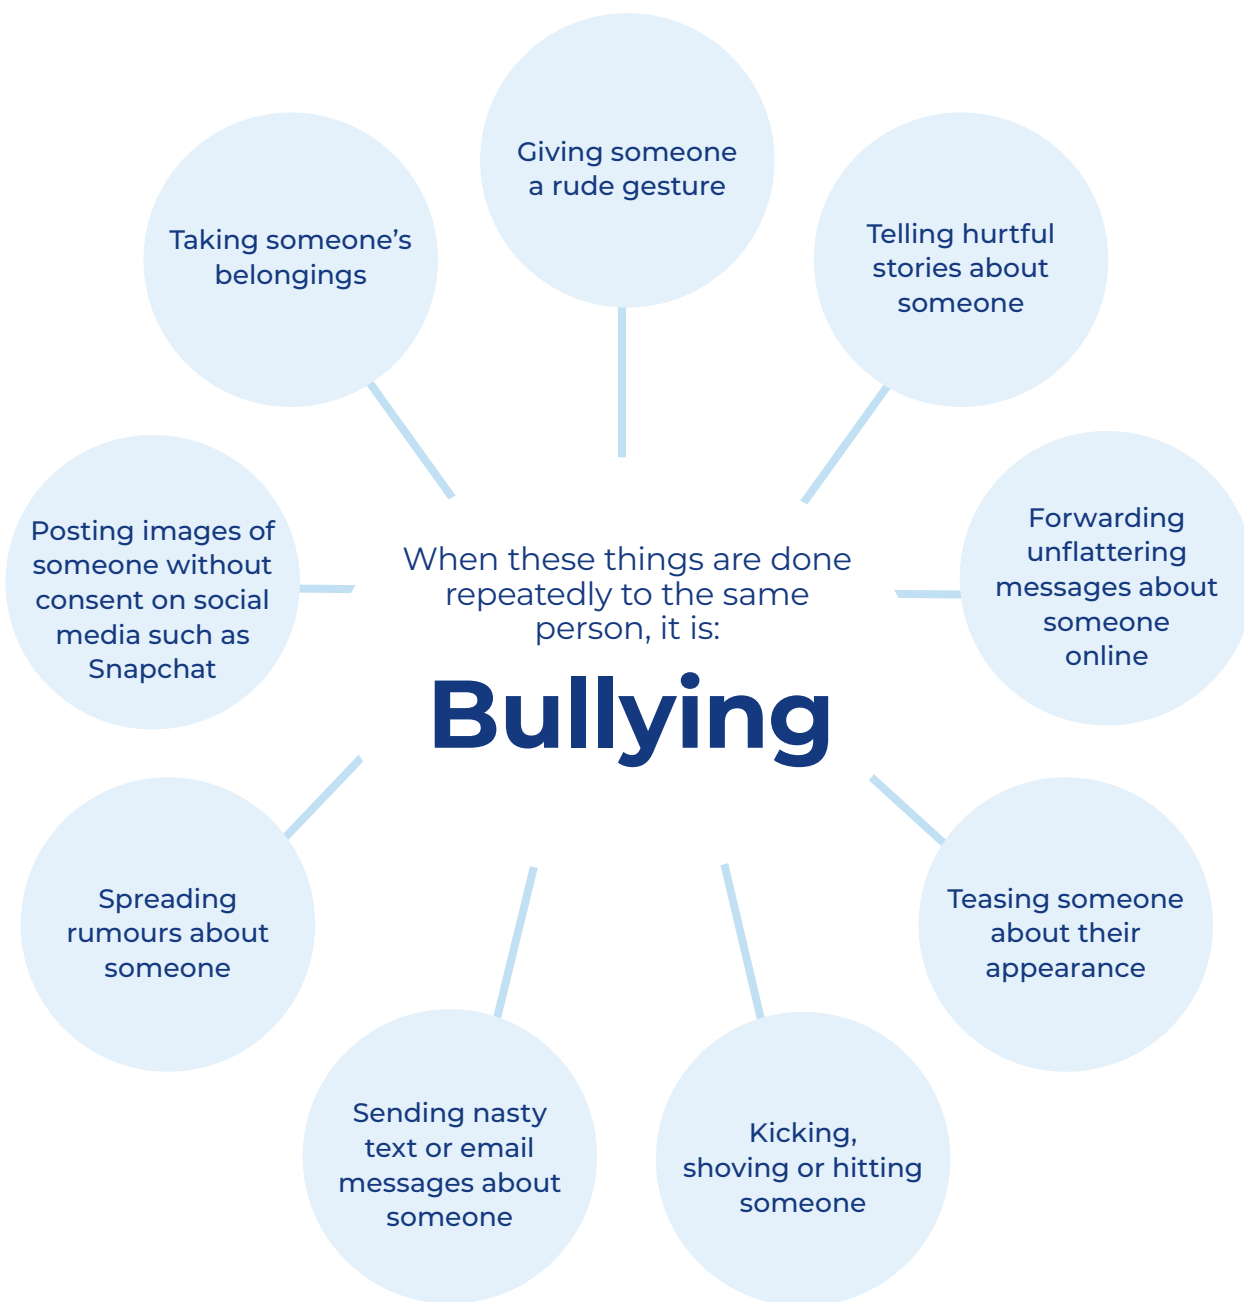 Giving someone
a rude gesture
Taking someone’s
belongings
Telling hurtful
stories about
someone
Posting images of
someone without
consent on social
media such as
Snapchat
When these things are done
repeatedly to the same
person, it is:
Bullying
Forwarding
unflattering
messages about
someone
online
Spreading
rumours about
someone
Teasing someone
about their
appearance
Sending nasty
text or email
messages about
someone
Kicking,
shoving or hitting
someone